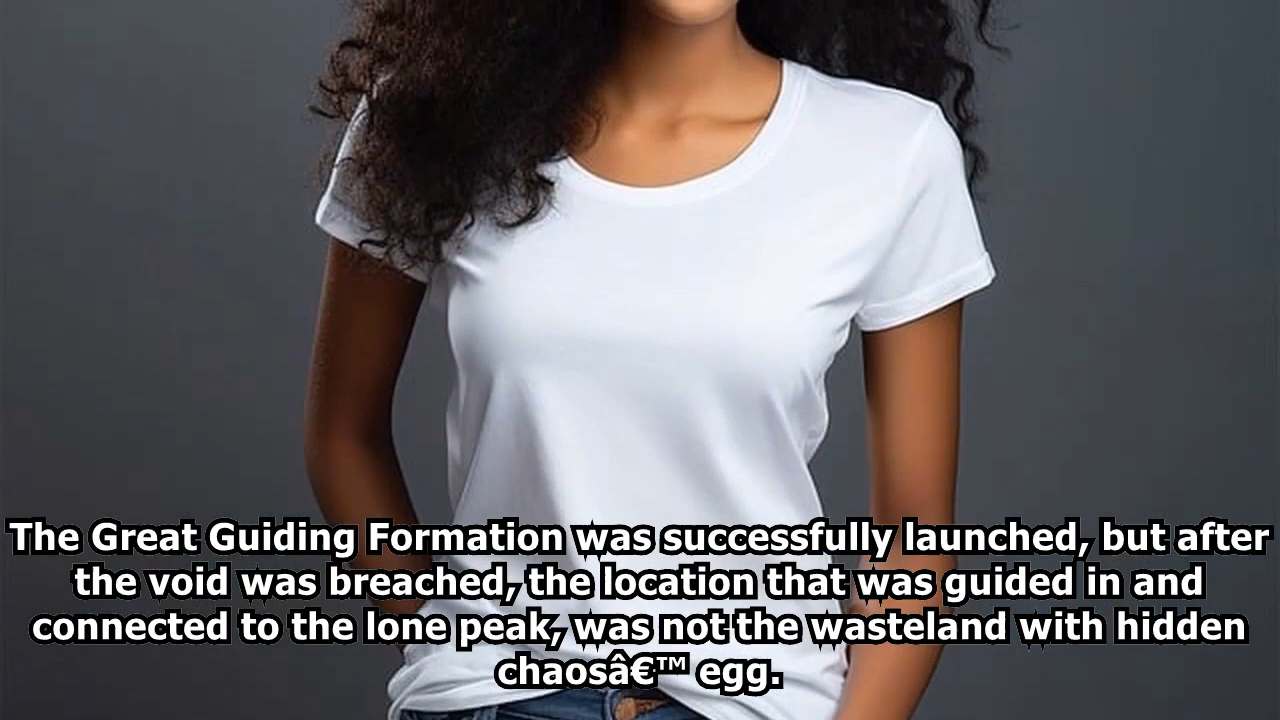 The Great Guiding Formation was successfully launched, but after
the void was breached, the location that was guided in and
connected to the lone peak, was not the wasteland with hidden
chaosâ€™ egg.